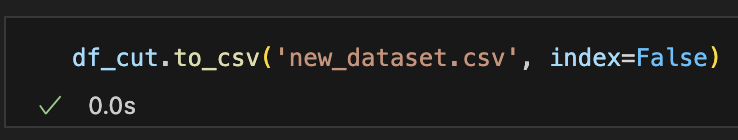 df_cut.to_csv('new_dataset.csv', index=False)
0.0s